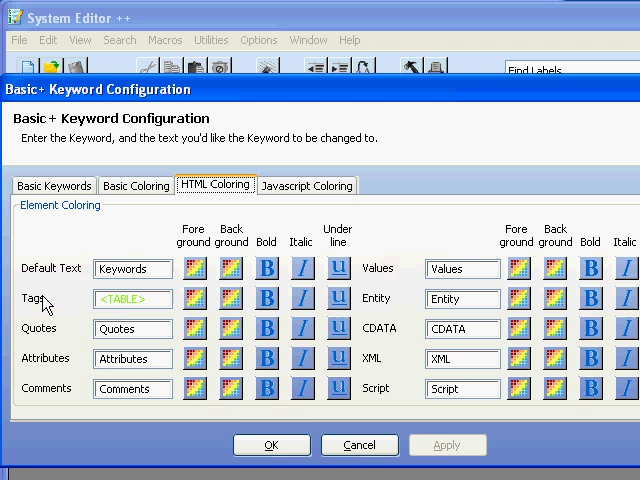 System Editor ++
File Edit View Search Macros Utilities Options Window Help
Find Labels
Basic+ Keyword Configuration
Basic+ Keyword Configuration
Enter the Keyword, and the text you'd like the Keyword to be changed to.
Basic Keywords Basic Coloring HTML Coloring Javascript Coloring
Element Coloring
Fore ground Back ground Bold Italic Under line Fore ground Back ground Bold Italic
Default Text Keywords B I u Values Values B I
Tags <TABLE> B I u Entity Entity B I
Quotes Quotes B I u CDATA CDATA B I
Attributes Attributes B I u XML XML B I
Comments Comments B I u Script Script B I
OK Cancel Apply